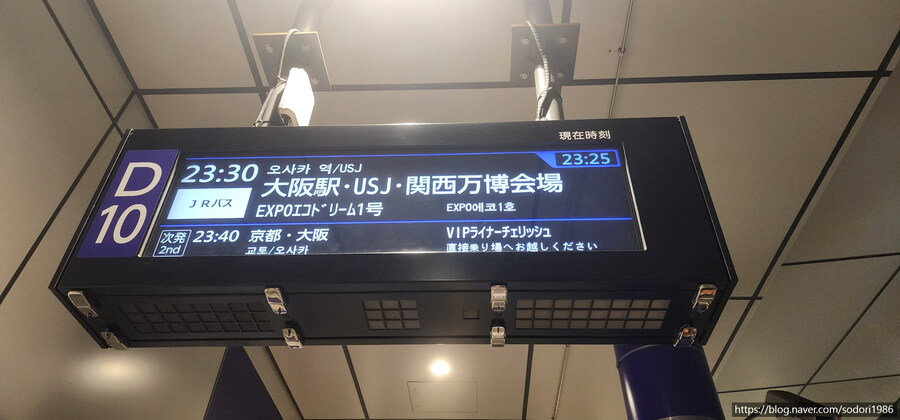 現在時刻
23:25
D
10
23:30 오사카 역/USJ
大阪駅・USJ・関西万博会場
JRバス
EXPOエコドリーム1号 EXPO에코1호
次発
2nd
23:40 京都・大阪 VIPライナーチェリッシュ
교토/오사카 直接乗り場へお越しください
https://blog.naver.com/sodori1986